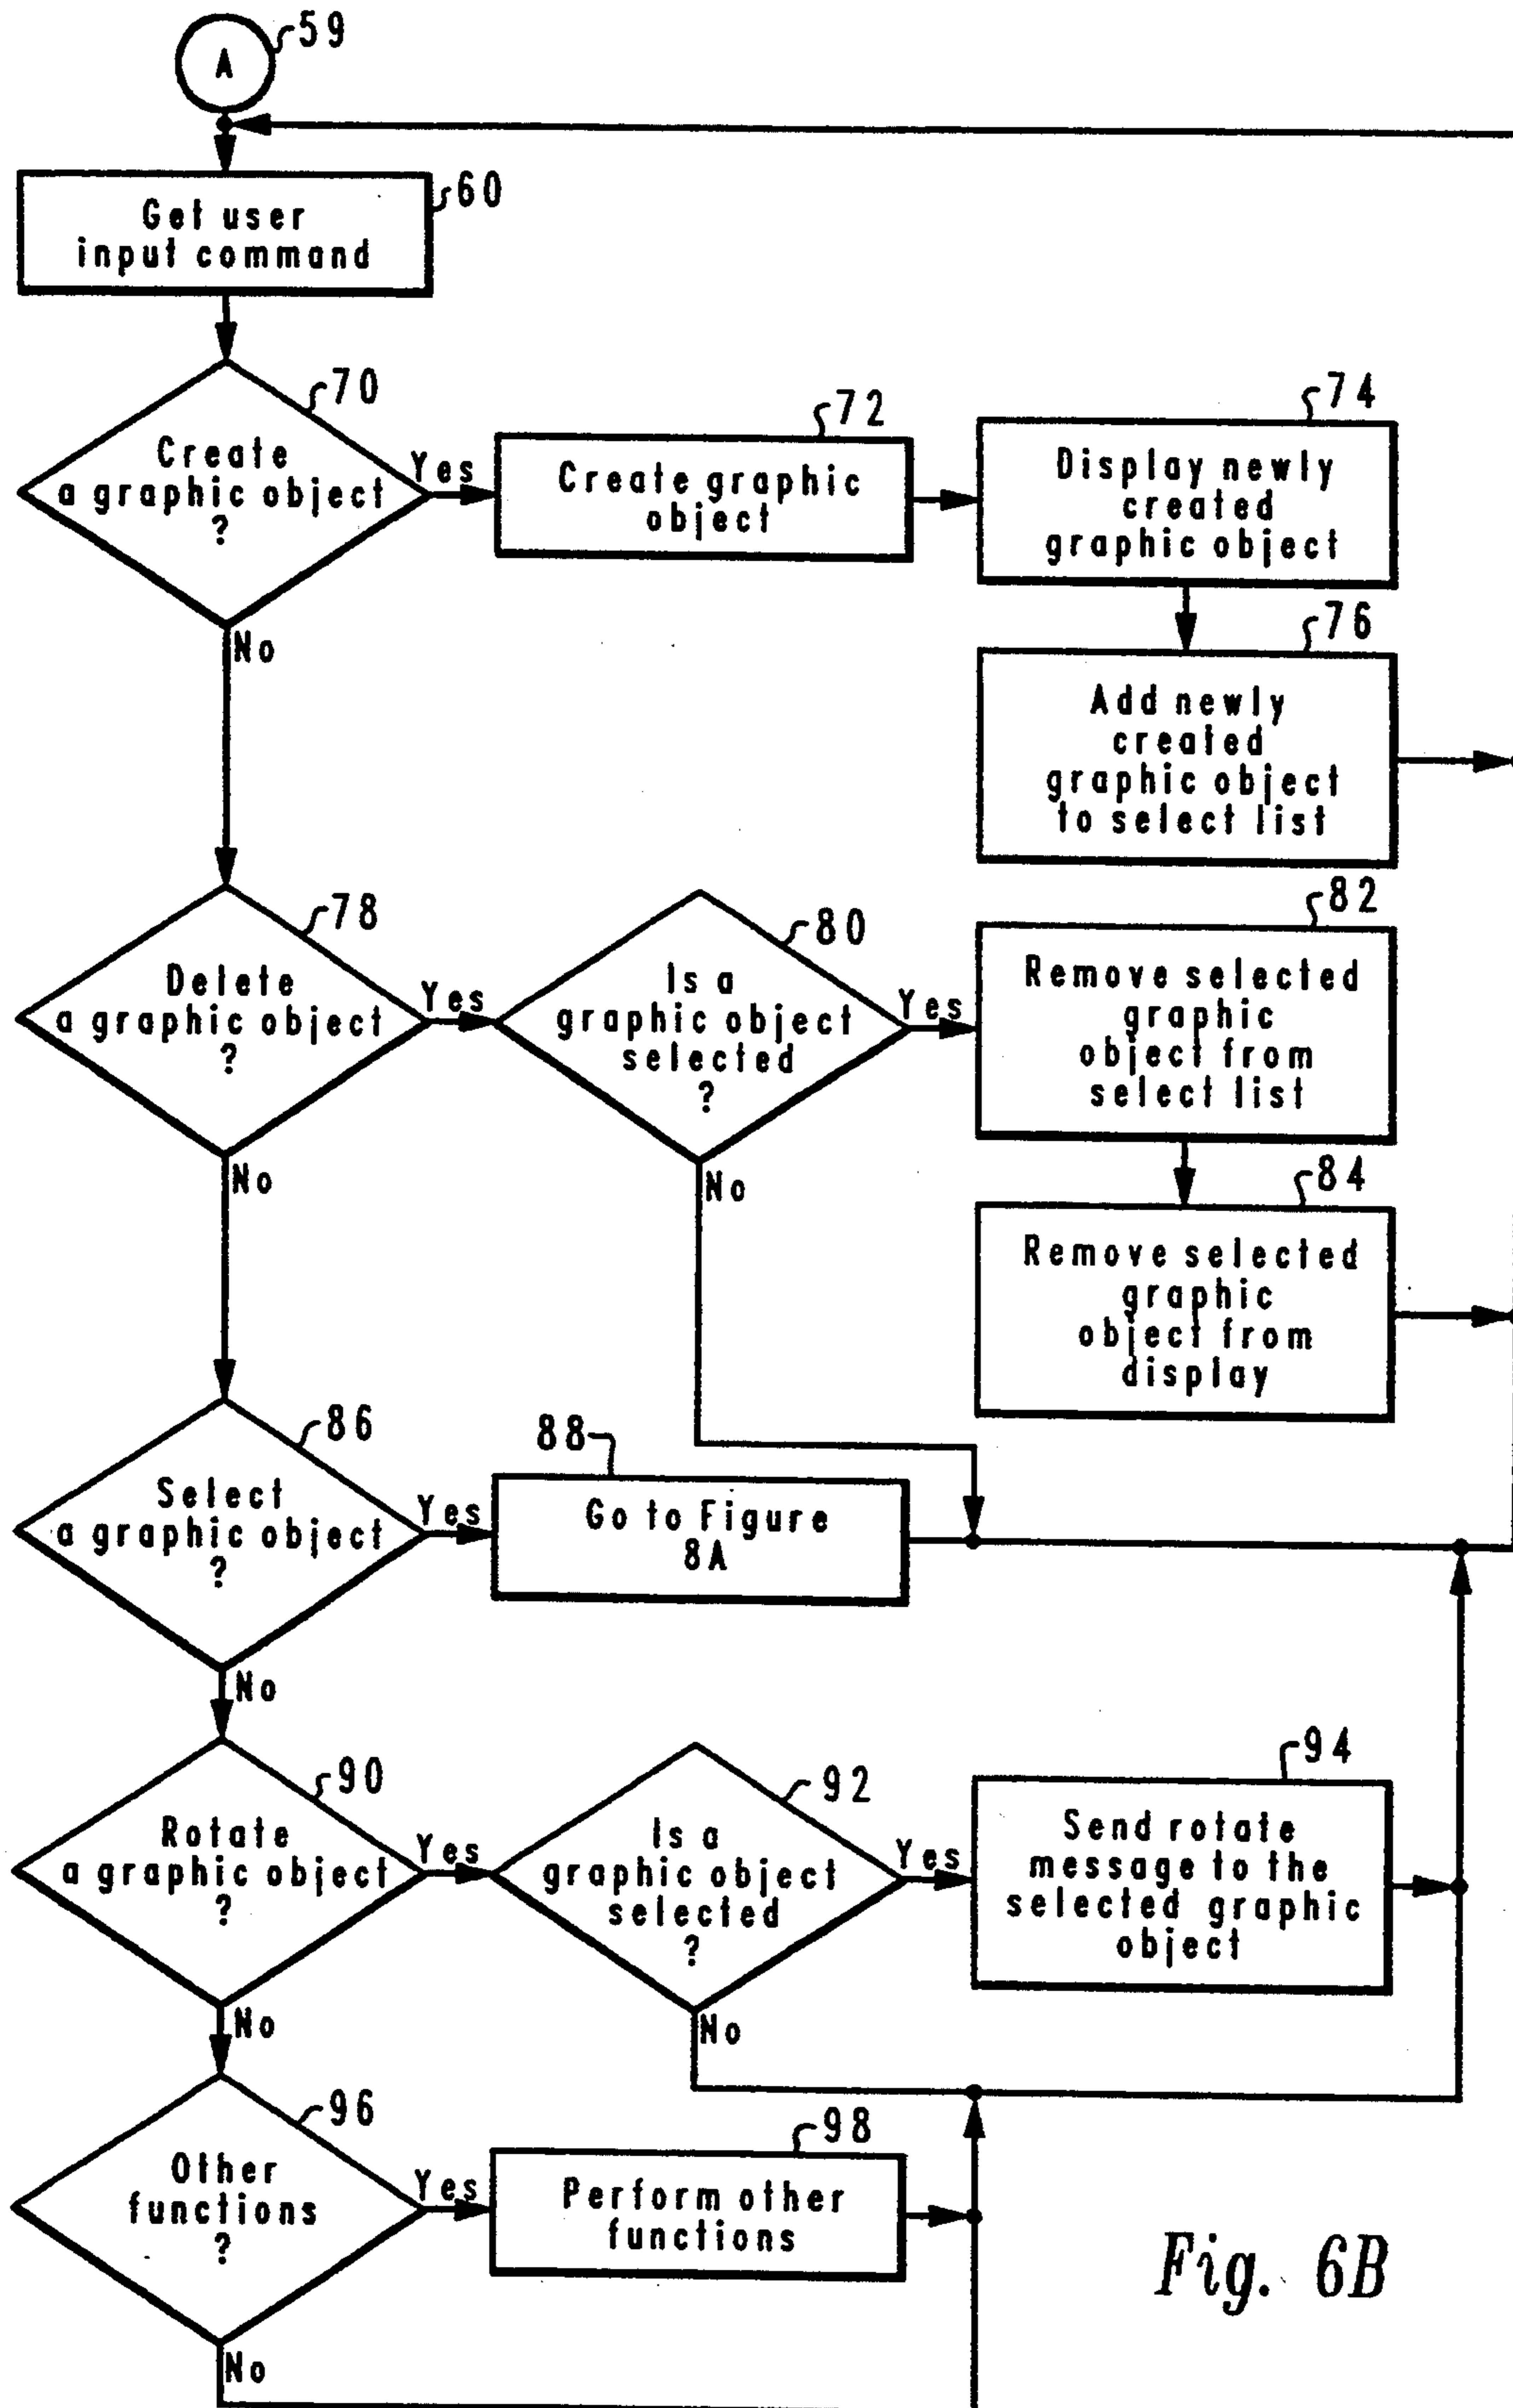 A
59
Get user
input command
60
Create
a graphic object
?
70
Yes
No
Create graphic
object
72
Display newly
created
graphic object
74
Add newly
created
graphic object
to select list
76
Delete
a graphic object
?
78
Yes
No
Is a
graphic object
selected
?
80
Yes
No
Remove selected
graphic
object from
select list
82
Remove selected
graphic
object from
display
84
Select
a graphic object
?
86
Yes
No
Go to Figure
8A
88
Rotate
a graphic object
?
90
Yes
No
Is a
graphic object
selected
?
92
Yes
No
Send rotate
message to the
selected graphic
object
94
Other
functions
?
96
Yes
No
Perform other
functions
98
Fig. 6B